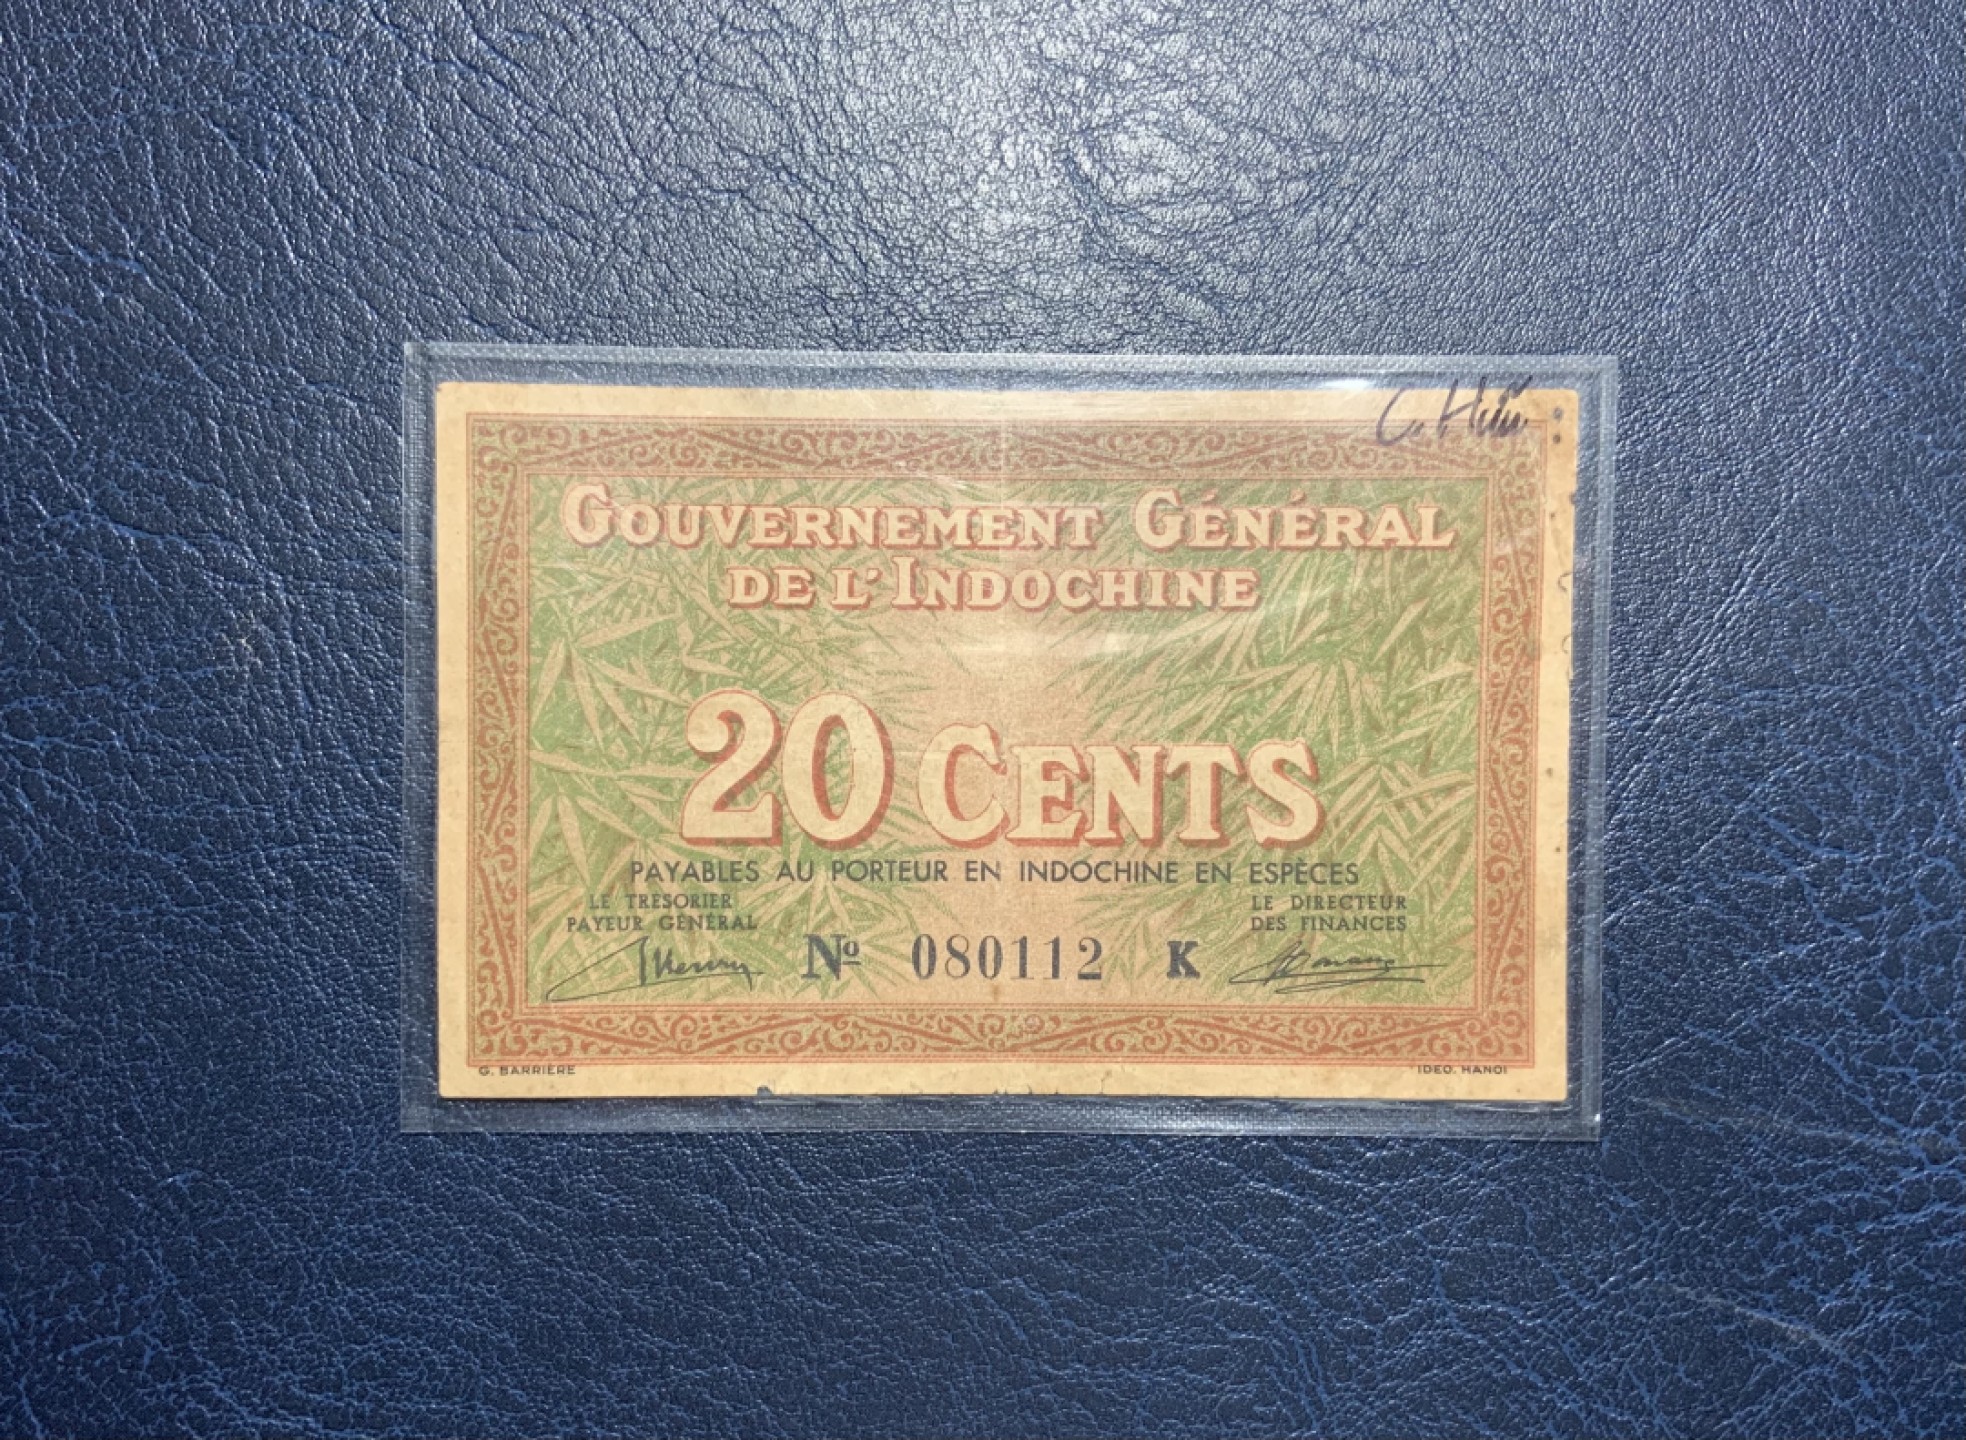 GOUVERNEMENT GÉNÉRAL
DE L'INDOCHINE
20 CENTS
PAYABLES AU PORTEUR EN INDOCHINE EN ESPÈCES
LE TRÉSORIER
PAYEUR GÉNÉRAL
LE DIRECTEUR
DES FINANCES
Nº 080112 K
G. BARRIÈRE
IDEO. HANOI